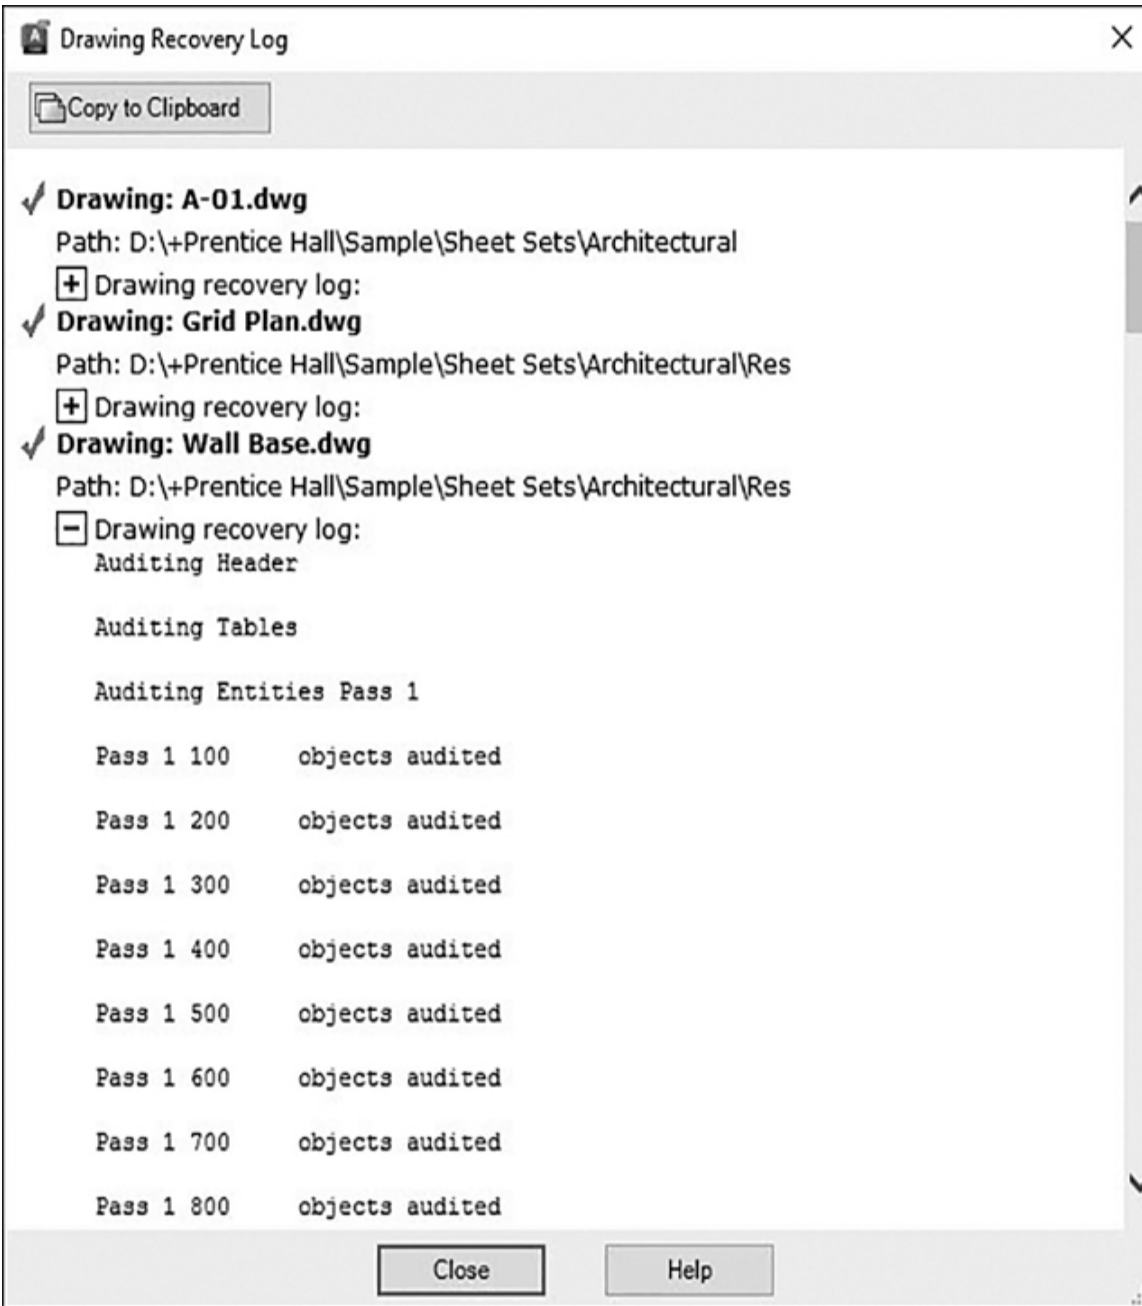 Drawing Recovery Log
Copy to Clipboard
Drawing: A-01.dwg
Path: D:\+Prentice Hall\Sample\Sheet Sets\Architectural
Drawing recovery log:
Drawing: Grid Plan.dwg
Path: D:\+Prentice Hall\Sample\Sheet Sets\Architectural\Res
Drawing recovery log:
Drawing: Wall Base.dwg
Path: D:\+Prentice Hall\Sample\Sheet Sets\Architectural\Res
Drawing recovery log:
Auditing Header
Auditing Tables
Auditing Entities Pass 1
Pass 1 100 objects audited
Pass 1 200 objects audited
Pass 1 300 objects audited
Pass 1 400 objects audited
Pass 1 500 objects audited
Pass 1 600 objects audited
Pass 1 700 objects audited
Pass 1 800 objects audited
Close Help